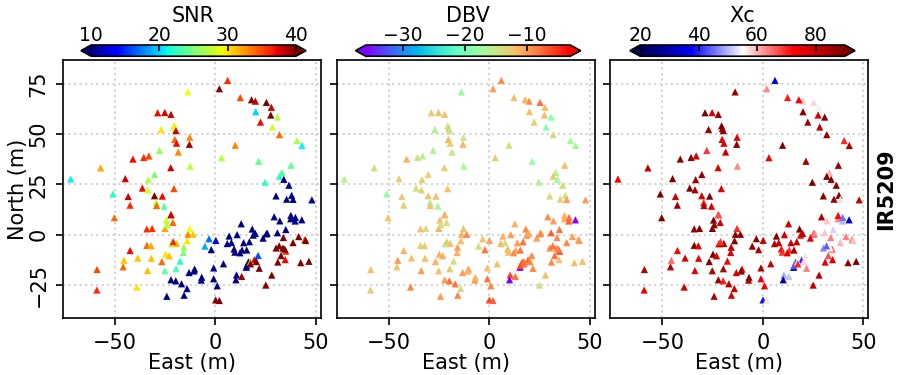 SNR
DBV
Xc
10 20 30 40
−30 −20 −10
20 40 60 80
75
50
25
0
−25
North (m)
IR5209
−50 0 50
−50 0 50
−50 0 50
East (m)
East (m)
East (m)